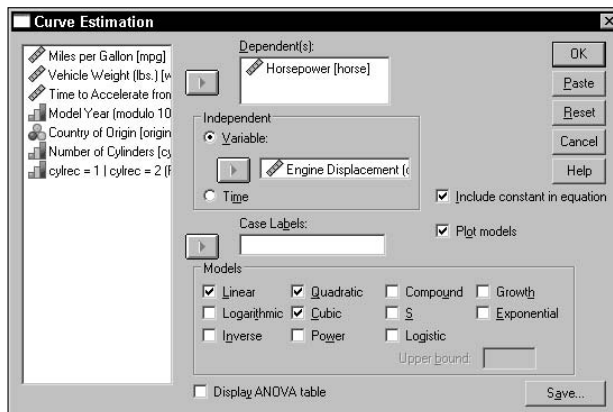 Curve Estimation
Miles per Gallon [mpg]
Vehicle Weight (lbs.) [w
Time to Accelerate from
Model Year (modulo 10
Country of Origin [origin
Number of Cylinders [cy
cylrec = 1 | cylrec = 2 (F
Dependent(s):
Horsepower [horse]
Independent
Variable:
Engine Displacement (c
Time
Case Labels:
OK
Paste
Reset
Cancel
Help
Include constant in equation
Plot models
Models
Linear
Quadratic
Compound
Growth
Logarithmic
Cubic
S
Exponential
Inverse
Power
Logistic
Upper bound:
Display ANOVA table
Save...